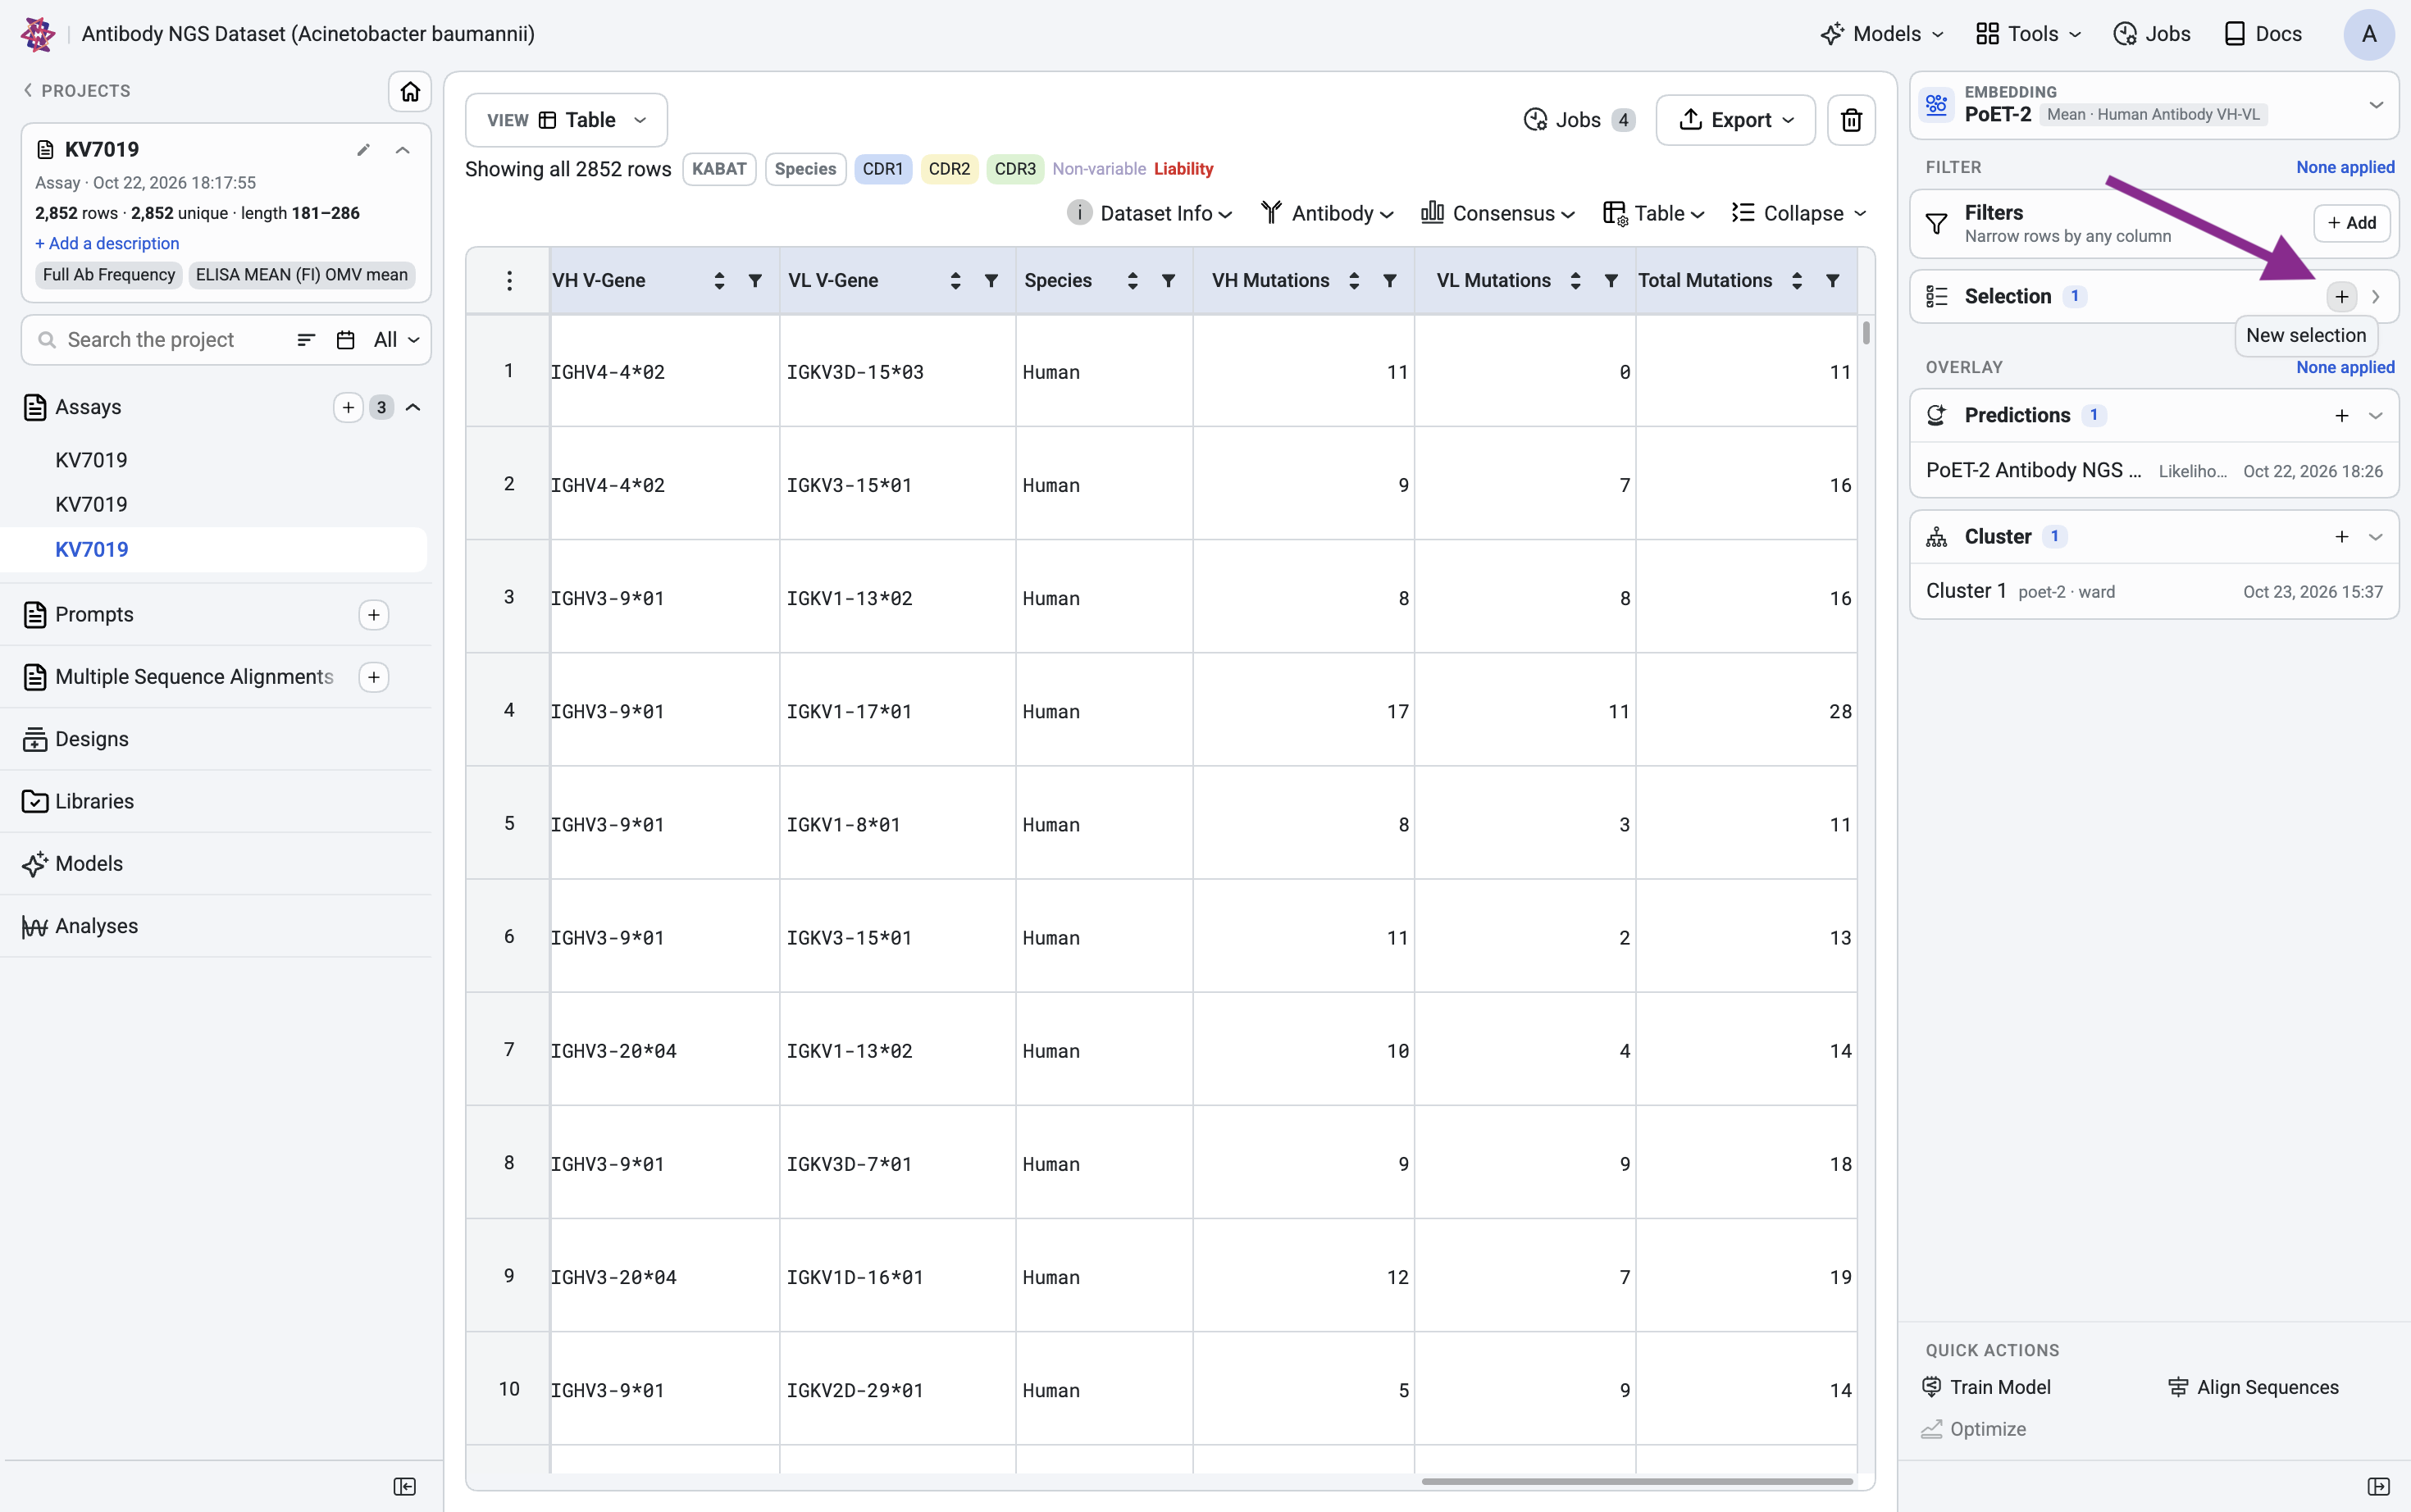 Antibody NGS Dataset (Acinetobacter baumannii)
Models
Tools
Jobs
Docs
A
PROJECTS
KV7019
Assay · Oct 22, 2026 18:17:55
2,852 rows · 2,852 unique · length 181–286
+ Add a description
Full Ab Frequency
ELISA MEAN (FI) OMV mean
Search the project
All
Assays
3
KV7019
KV7019
KV7019
Prompts
Multiple Sequence Alignments
Designs
Libraries
Models
Analyses
VIEW Table
Jobs 4
Export
Showing all 2852 rows KABAT Species CDR1 CDR2 CDR3 Non-variable Liability
Dataset Info Antibody Consensus Table Collapse
VH V-Gene VL V-Gene Species VH Mutations VL Mutations Total Mutations
1 IGHV4-4*02 IGKV3D-15*03 Human 11 0 11
2 IGHV4-4*02 IGKV3-15*01 Human 9 7 16
3 IGHV3-9*01 IGKV1-13*02 Human 8 8 16
4 IGHV3-9*01 IGKV1-17*01 Human 17 11 28
5 IGHV3-9*01 IGKV1-8*01 Human 8 3 11
6 IGHV3-9*01 IGKV3-15*01 Human 11 2 13
7 IGHV3-20*04 IGKV1-13*02 Human 10 4 14
8 IGHV3-9*01 IGKV3D-7*01 Human 9 9 18
9 IGHV3-20*04 IGKV1D-16*01 Human 12 7 19
10 IGHV3-9*01 IGKV2D-29*01 Human 5 9 14
EMBEDDING
PoET-2 Mean · Human Antibody VH-VL
FILTER None applied
Filters
Narrow rows by any column
+ Add
Selection 1
New selection
OVERLAY None applied
Predictions 1
PoET-2 Antibody NGS ... Likeliho... Oct 22, 2026 18:26
Cluster 1
Cluster 1 poet-2 · ward Oct 23, 2026 15:37
QUICK ACTIONS
Train Model Align Sequences
Optimize